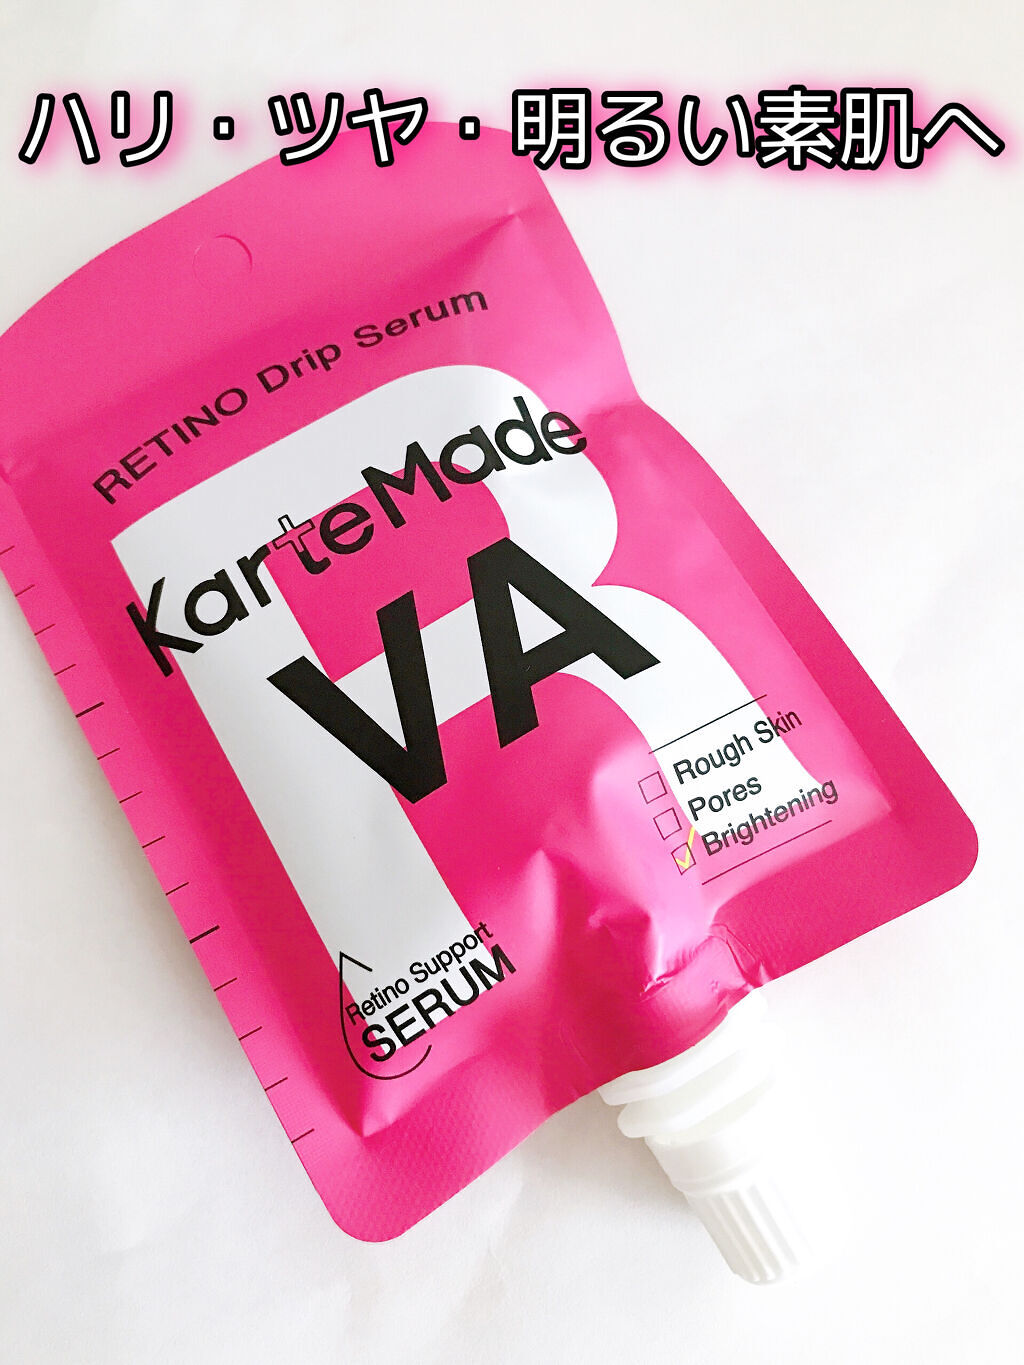 ハリ・ツヤ・明るい素肌へ
RETINO Drip Serum
KarteMade
VA
Rough Skin
Pores
Brightening
Retino Support
SERUM